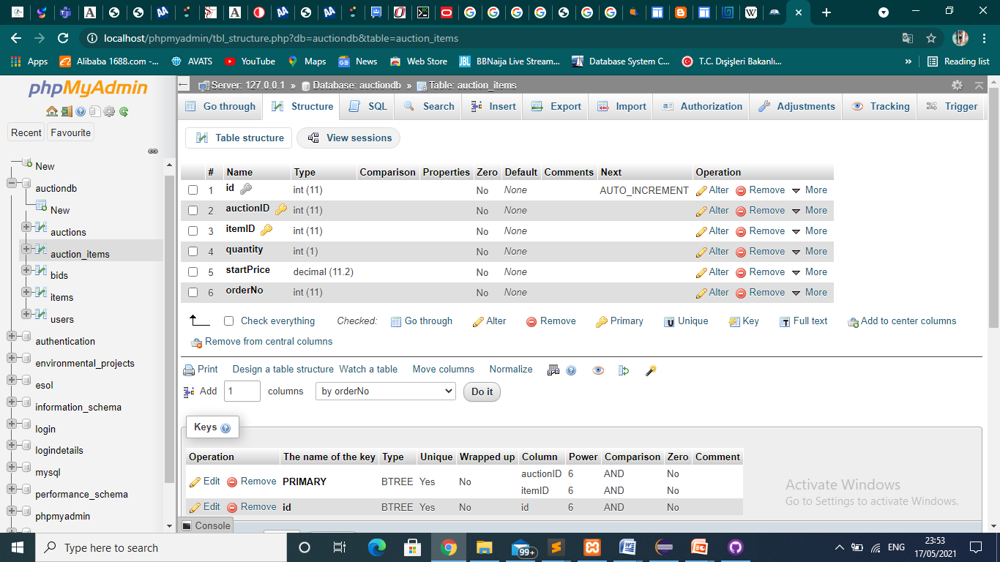 localhost/phpmyadmin/tbl_structure.php?db=auctiondb&table=auction_items
Apps Alibaba 1688.com -... AVATS YouTube Maps News Web Store BBNaija Live Stream... Database System C... T.C. Dışişleri Bakanlı... » Reading list
phpMyAdmin
Recent Favourite
New
auctiondb
New
auctions
auction_items
bids
items
users
authentication
environmental_projects
esol
information_schema
login
logindetails
mysql
performance_schema
phpmyadmin
Server: 127.0.0.1 » Database: auctiondb » Table: auction_items
Go through Structure SQL Search Insert Export Import Authorization Adjustments Tracking Trigger
Table structure View sessions
# Name Type Comparison Properties Zero Default Comments Next Operation
1 id int (11) No None AUTO_INCREMENT Alter Remove More
2 auctionID int (11) No None Alter Remove More
3 itemID int (11) No None Alter Remove More
4 quantity int (1) No None Alter Remove More
5 startPrice decimal (11.2) No None Alter Remove More
6 orderNo int (11) No None Alter Remove More
Check everything Checked: Go through Alter Remove Primary Unique Key Full text Add to center columns
Remove from central columns
Print Design a table structure Watch a table Move columns Normalize
Add 1 columns by orderNo Do it
Keys
Operation The name of the key Type Unique Wrapped up Column Power Comparison Zero Comment
Edit Remove PRIMARY BTREE Yes No auctionID 6 AND No
itemID 6 AND No
Edit Remove id BTREE Yes No id 6 AND No
Console
Activate Windows
Go to Settings to activate Windows.
Type here to search
99+
ENG
23:53
17/05/2021